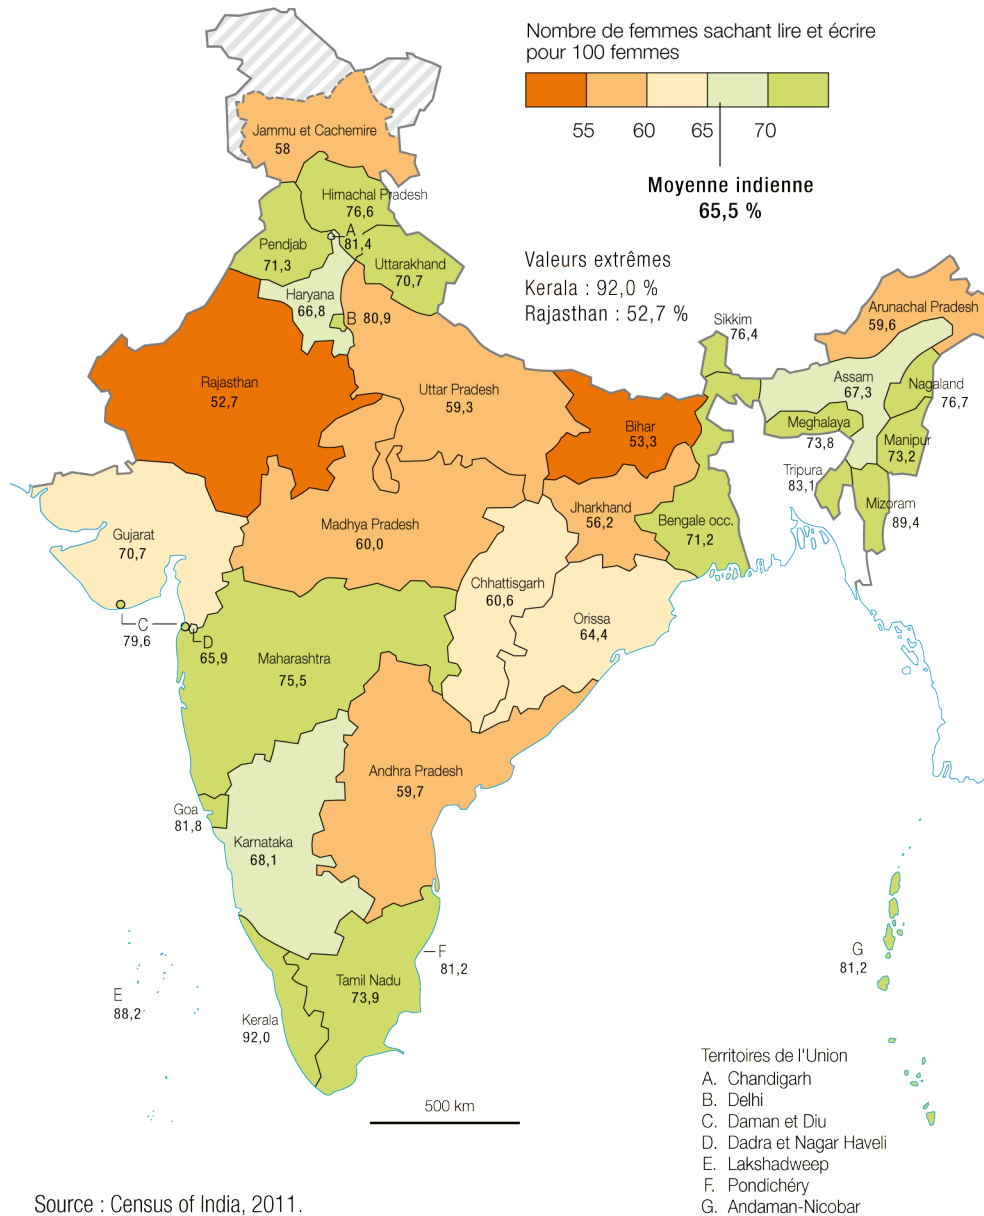 Nombre de femmes sachant lire et écrire
pour 100 femmes
55 60 65 70
Moyenne indienne
65,5 %
Valeurs extrêmes
Kerala : 92,0 %
Rajasthan : 52,7 %
Jammu et Cachemire
58
Himachal Pradesh
76,6
A
81,4
Pendjab
71,3
Uttarakhand
70,7
Haryana
66,8
B 80,9
Rajasthan
52,7
Uttar Pradesh
59,3
Bihar
53,3
Sikkim
76,4
Arunachal Pradesh
59,6
Assam
67,3
Nagaland
76,7
Meghalaya
73,8
Manipur
73,2
Tripura
83,1
Mizoram
89,4
Gujarat
70,7
Madhya Pradesh
60,0
Jharkhand
56,2
Bengale occ.
71,2
Chhattisgarh
60,6
Orissa
64,4
C
79,6
D
65,9
Maharashtra
75,5
Andhra Pradesh
59,7
Goa
81,8
Karnataka
68,1
F
81,2
G
81,2
Tamil Nadu
73,9
E
88,2
Kerala
92,0
500 km
Territoires de l'Union
A. Chandigarh
B. Delhi
C. Daman et Diu
D. Dadra et Nagar Haveli
E. Lakshadweep
F. Pondichéry
G. Andaman-Nicobar
Source : Census of India, 2011.